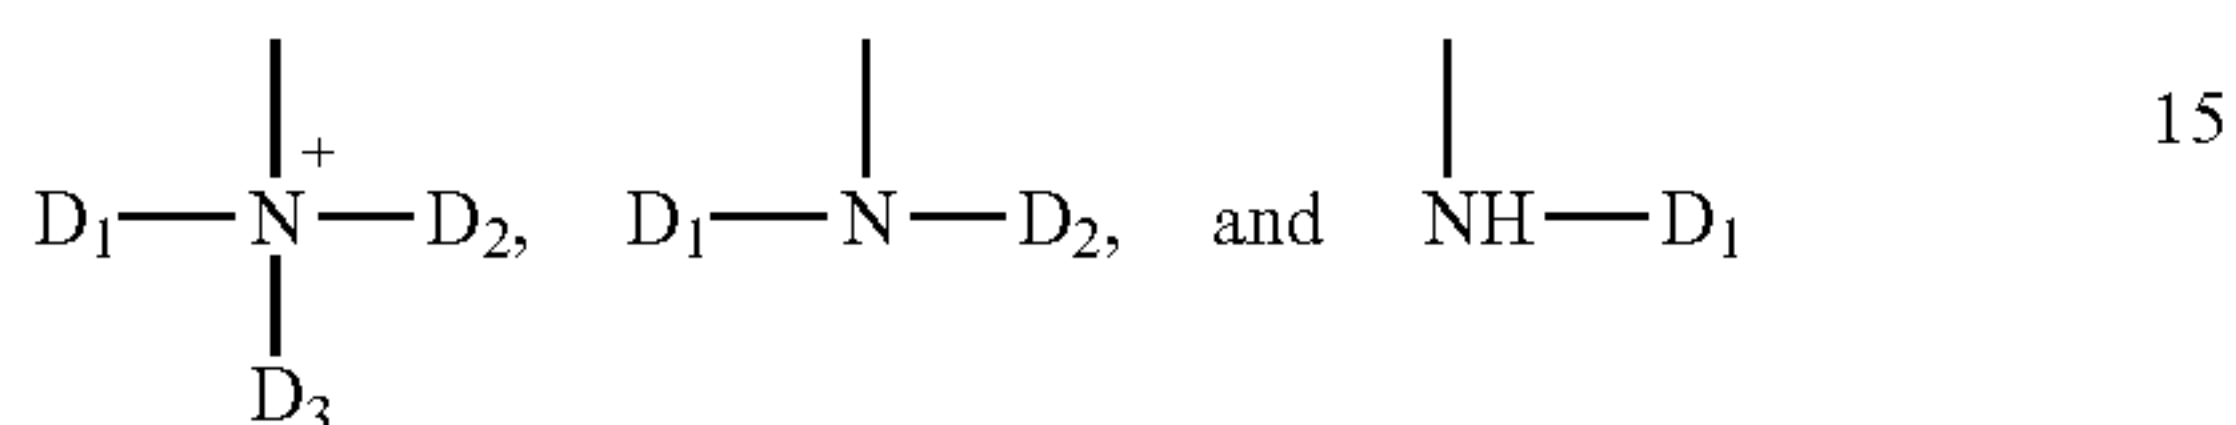 15
+
D₁—N—D₂, D₁—N—D₂, and NH—D₁
D₃